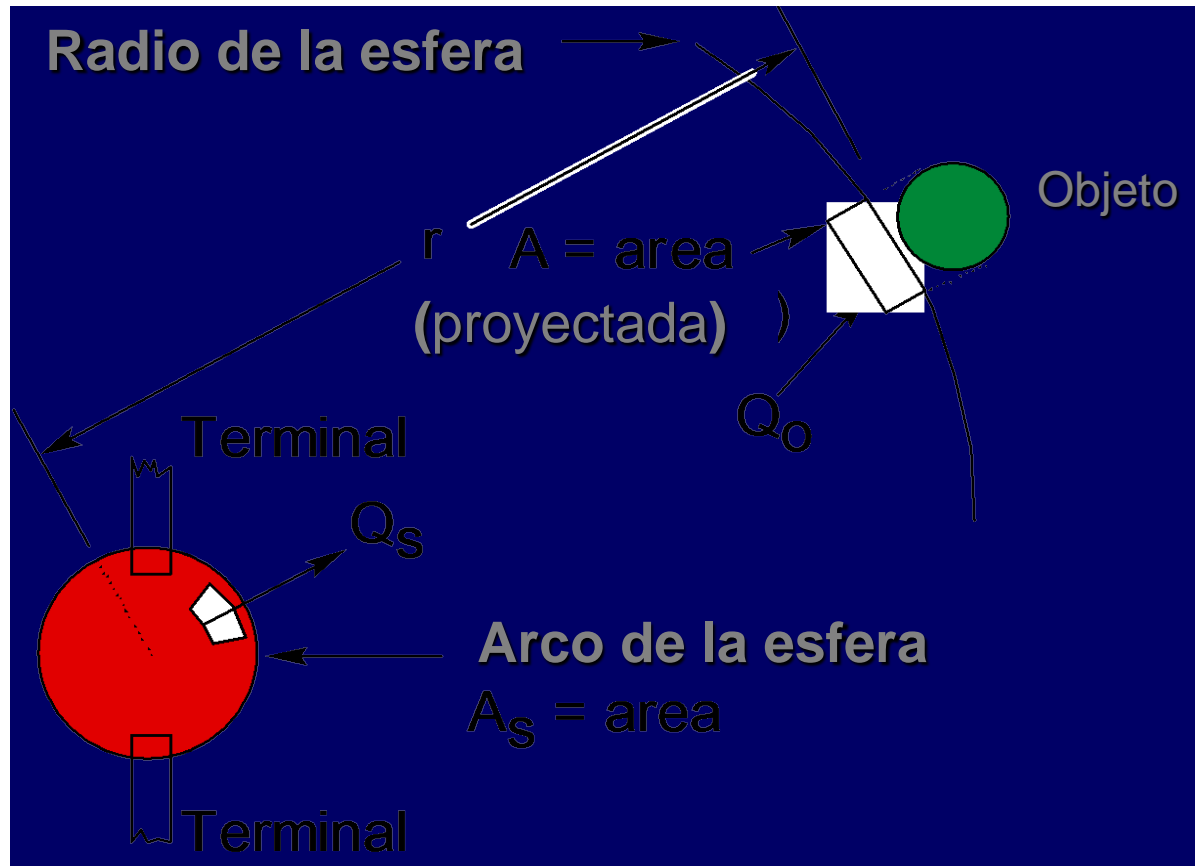 Radio de la esfera
Objeto
r A = area
(proyectada) )
Qo
Terminal
Qs
Arco de la esfera
As = area
Terminal